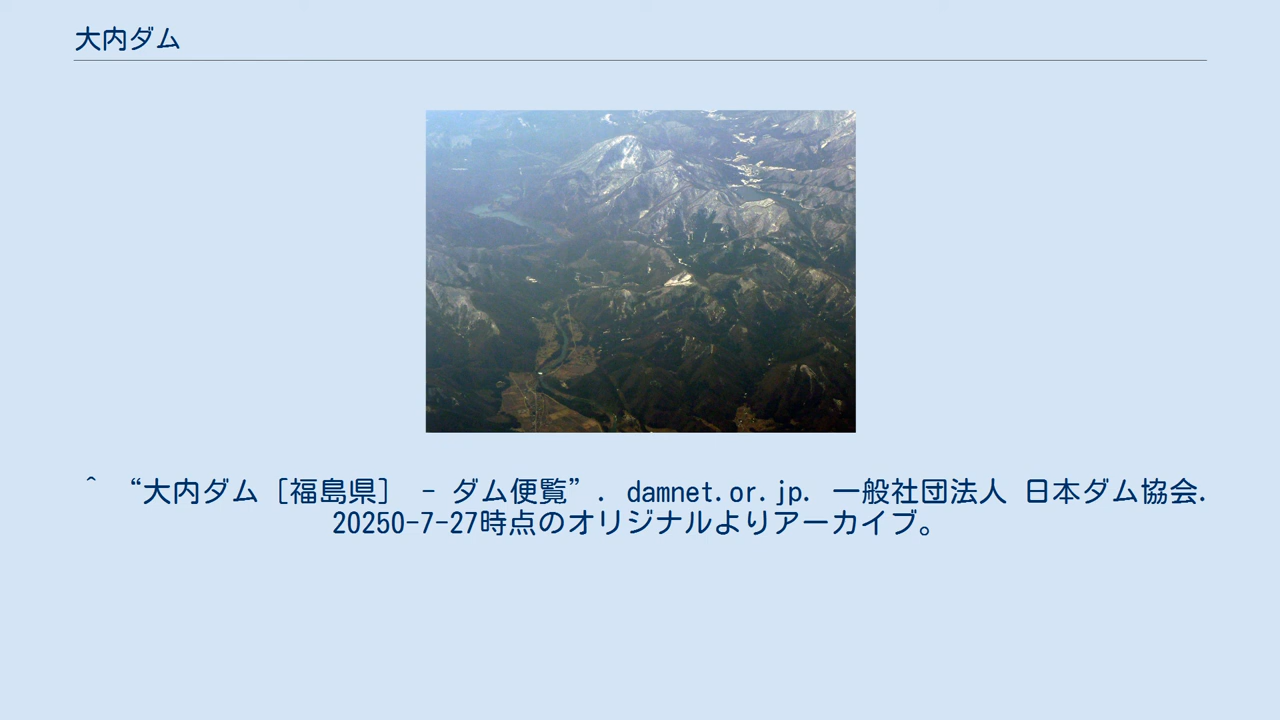 大内ダム
^ “大内ダム［福島県］ - ダム便覧”. damnet.or.jp. 一般社団法人 日本ダム協会.
20250-7-27時点のオリジナルよりアーカイブ。